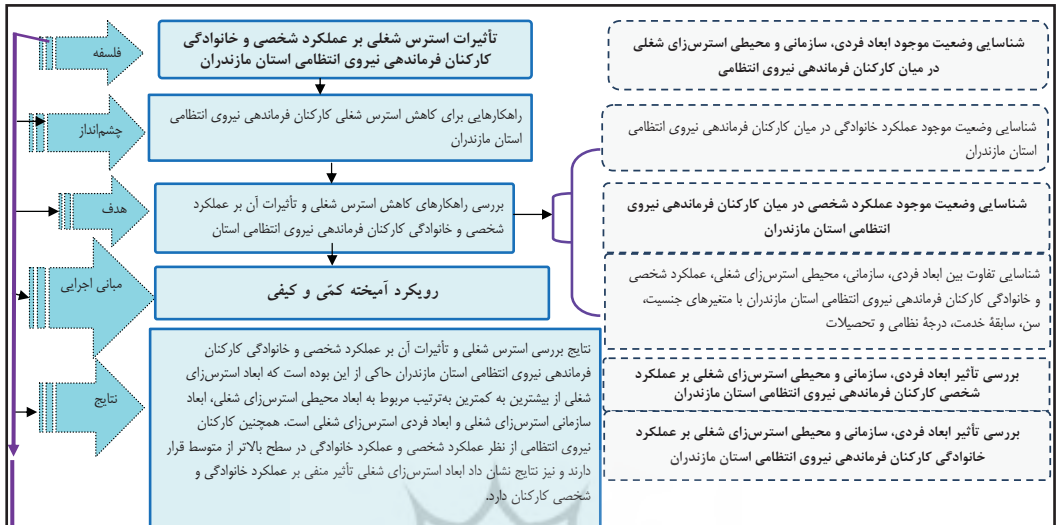 فلسفه
تأثیرات استرس شغلی بر عملکرد شخصی و خانوادگی
کارکنان فرماندهی نیروی انتظامی استان مازندران
شناسایی وضعیت موجود ابعاد فردی، سازمانی و محیطی استرس‌زای شغلی
در میان کارکنان فرماندهی نیروی انتظامی
چشم‌انداز
راهکارهایی برای کاهش استرس شغلی کارکنان فرماندهی نیروی انتظامی
استان مازندران
شناسایی وضعیت موجود عملکرد خانوادگی در میان کارکنان فرماندهی نیروی انتظامی
استان مازندران
هدف
بررسی راهکارهای کاهش استرس شغلی و تأثیرات آن بر عملکرد
شخصی و خانوادگی کارکنان فرماندهی نیروی انتظامی استان
شناسایی وضعیت موجود عملکرد شخصی در میان کارکنان فرماندهی نیروی
انتظامی استان مازندران
مبانی اجرایی
رویکرد آمیخته کمّی و کیفی
شناسایی تفاوت بین ابعاد فردی، سازمانی، محیطی استرس‌زای شغلی، عملکرد شخصی
و خانوادگی کارکنان فرماندهی نیروی انتظامی استان مازندران با متغیرهای جنسیت،
سن، سابقهٔ خدمت، درجهٔ نظامی و تحصیلات
نتایج
نتایج بررسی استرس شغلی و تأثیرات آن بر عملکرد شخصی و خانوادگی کارکنان
فرماندهی نیروی انتظامی استان مازندران حاکی از این بوده است که ابعاد استرس‌زای
شغلی از بیشترین به کمترین به‌ترتیب مربوط به ابعاد محیطی استرس‌زای شغلی، ابعاد
سازمانی استرس‌زای شغلی و ابعاد فردی استرس‌زای شغلی است. همچنین کارکنان
نیروی انتظامی از نظر عملکرد شخصی و عملکرد خانوادگی در سطح بالاتر از متوسط قرار
دارند و نیز نتایج نشان داد ابعاد استرس‌زای شغلی تأثیر منفی بر عملکرد خانوادگی و
شخصی کارکنان دارد.
بررسی تأثیر ابعاد فردی، سازمانی و محیطی استرس‌زای شغلی بر عملکرد
شخصی کارکنان فرماندهی نیروی انتظامی استان مازندران
بررسی تأثیر ابعاد فردی، سازمانی و محیطی استرس‌زای شغلی بر عملکرد
خانوادگی کارکنان فرماندهی نیروی انتظامی استان مازندران